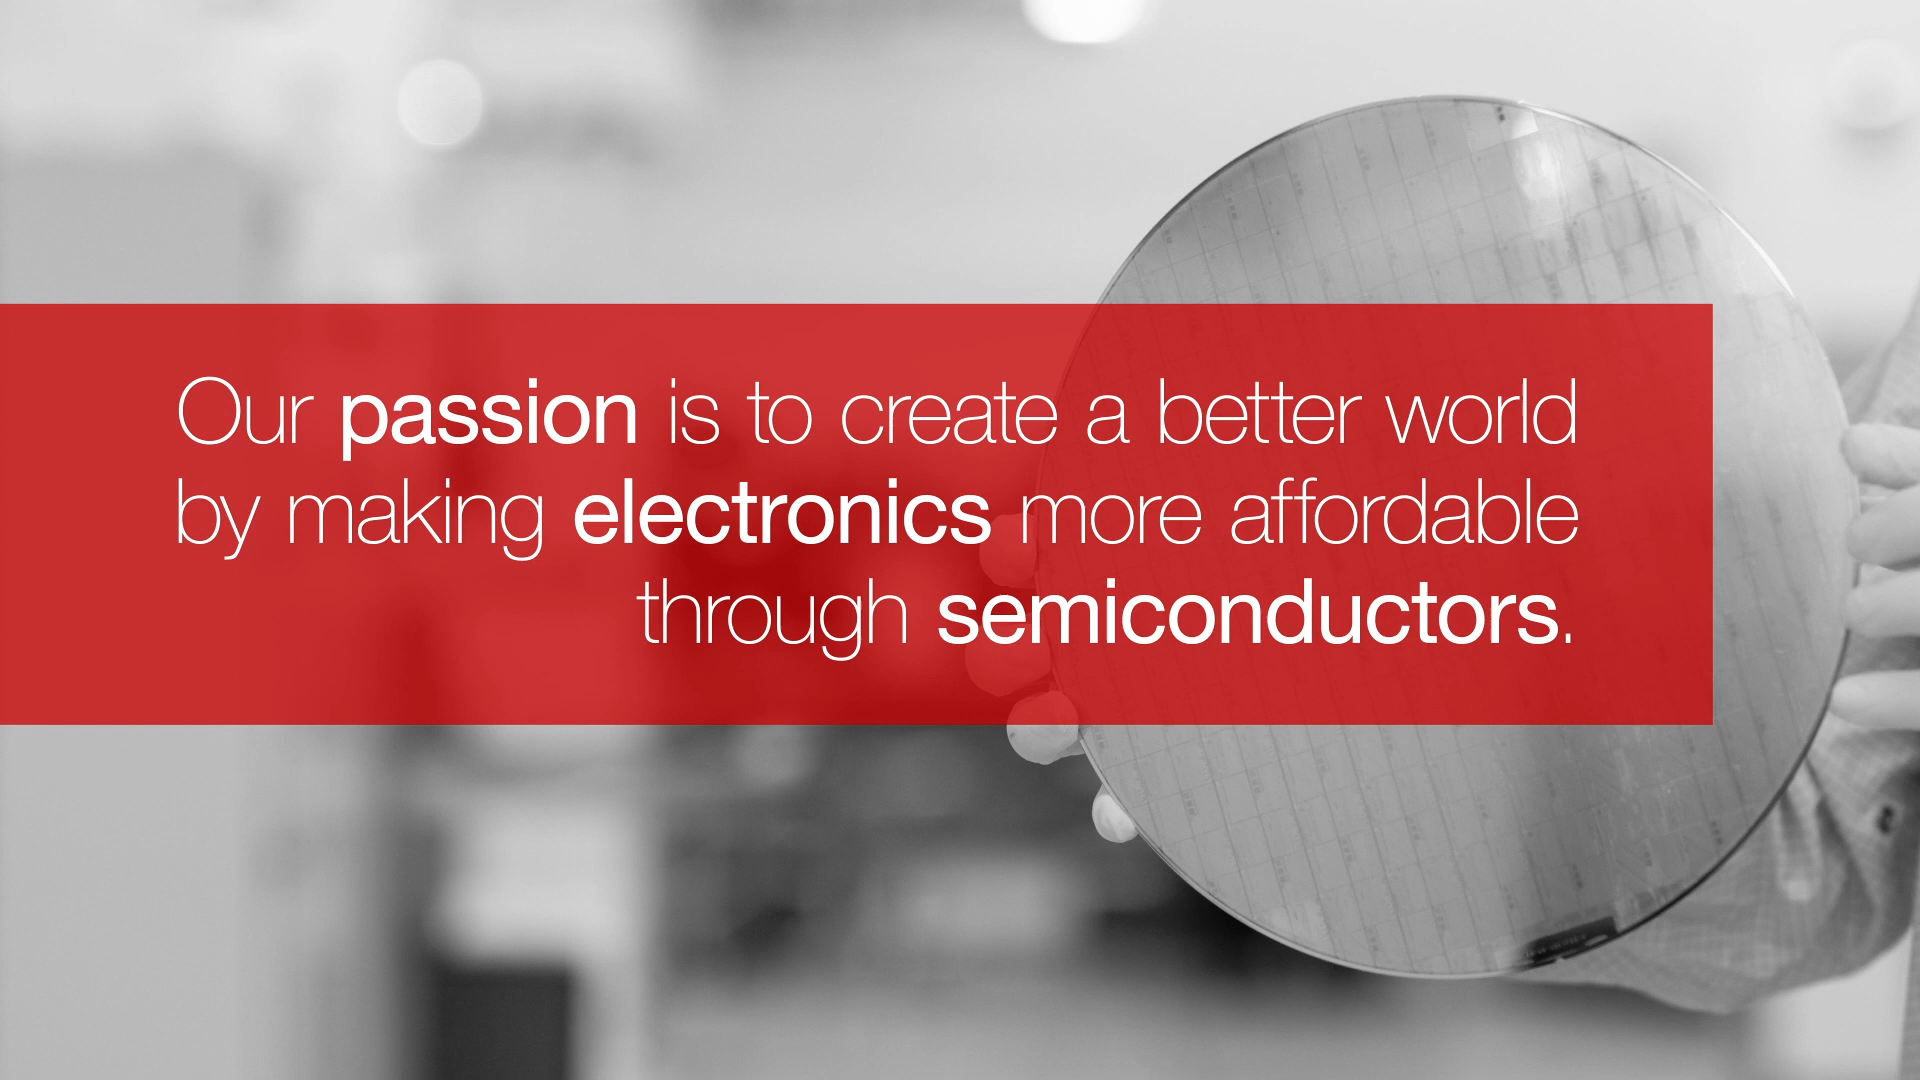 Our passion is to create a better world
by making electronics more affordable
through semiconductors.